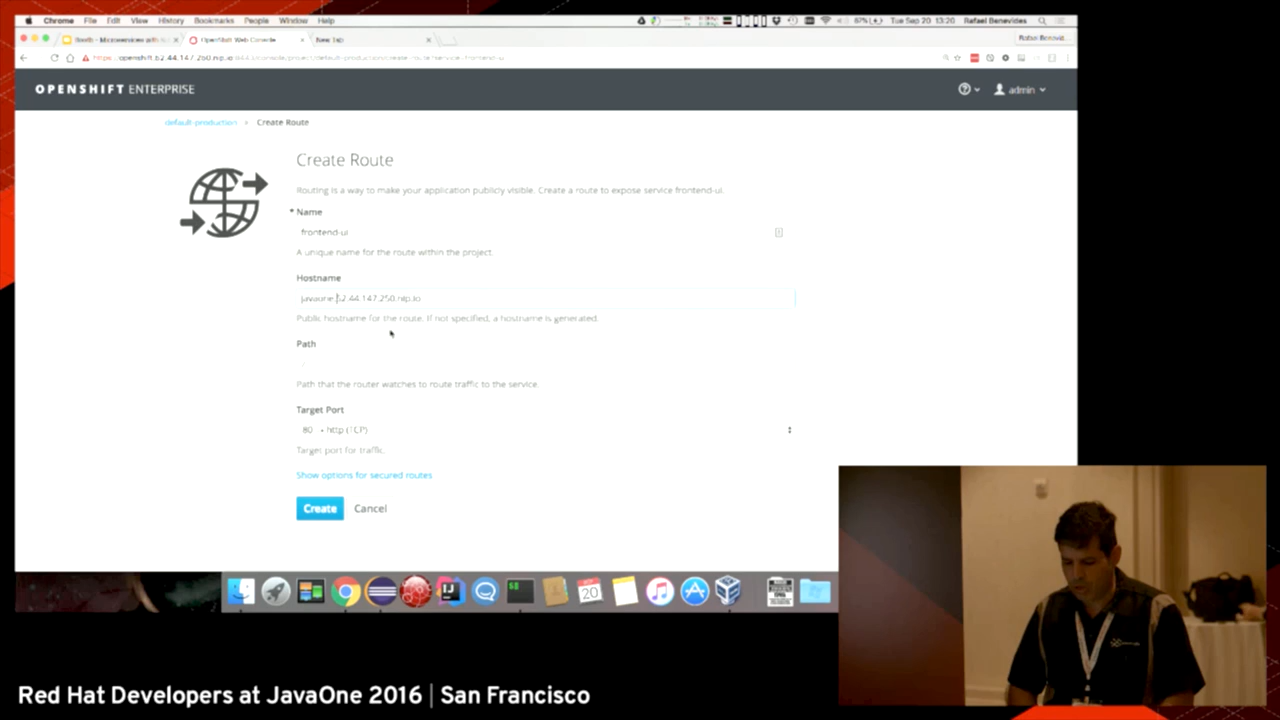 Chrome File Edit View History Bookmarks People Window Help 87% Tue Sep 20 13:20 Rafael Benevides
OpenShift Web Console New Tab
OPENSHIFT ENTERPRISE admin
default-production > Create Route
Create Route
Routing is a way to make your application publicly visible. Create a route to expose service frontend-ui.
* Name
frontend-ui
A unique name for the route within the project.
Hostname
javaone.52.44.147.250.nip.io
Public hostname for the route. If not specified, a hostname is generated.
Path
/
Path that the router watches to route traffic to the service.
Target Port
80 → http (TCP)
Target port for traffic.
Show options for secured routes
Create Cancel
20
Red Hat Developers at JavaOne 2016 | San Francisco